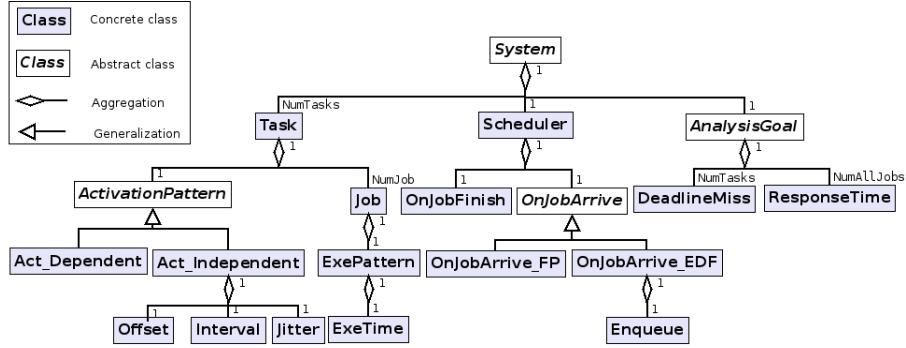 Class Concrete class
Class Abstract class
Aggregation
Generalization
System
1
NumTasks 1 1
Task Scheduler AnalysisGoal
1 1 1
1 NumJob 1 1 NumTasks NumAllJobs
ActivationPattern Job OnJobFinish OnJobArrive DeadlineMiss ResponseTime
1
1
Act_Dependent Act_Independent ExePattern OnJobArrive_FP OnJobArrive_EDF
1 1 1
1 1 1 1 1
Offset Interval Jitter ExeTime Enqueue